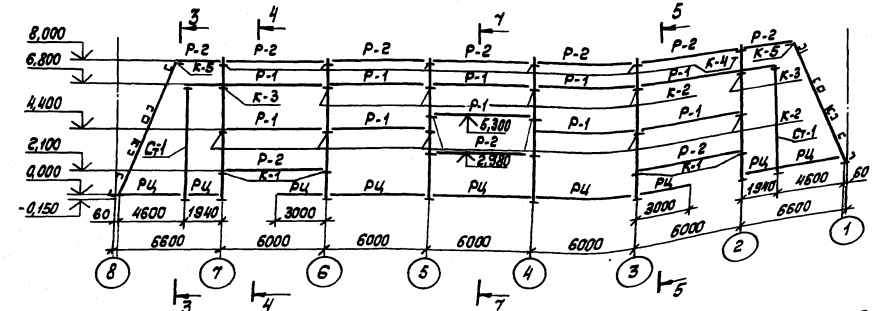 3 4 7 5
8,000
6,800
4,400
2,100
0,000
-0,150
Р-2 Р-2 Р-2 Р-2 Р-2 Р-2 Р-2
К-5 К-4 К-5
Р-1 Р-1 Р-1
К-3 К-2 К-3
Р-1 Р-1 Р-1 Р-1 Р-1
5,300
К-2
Ст-1 Р-2 Ст-1
Р-2 2,980 Р-2
К-1 К-1
РЦ РЦ РЦ РЦ РЦ РЦ РЦ
60 4600 1940 3000 3000 1940 4600 60
6600 6000 6000 6000 6000 6000 6600
8 7 6 5 4 3 2 1
3 4 7 5